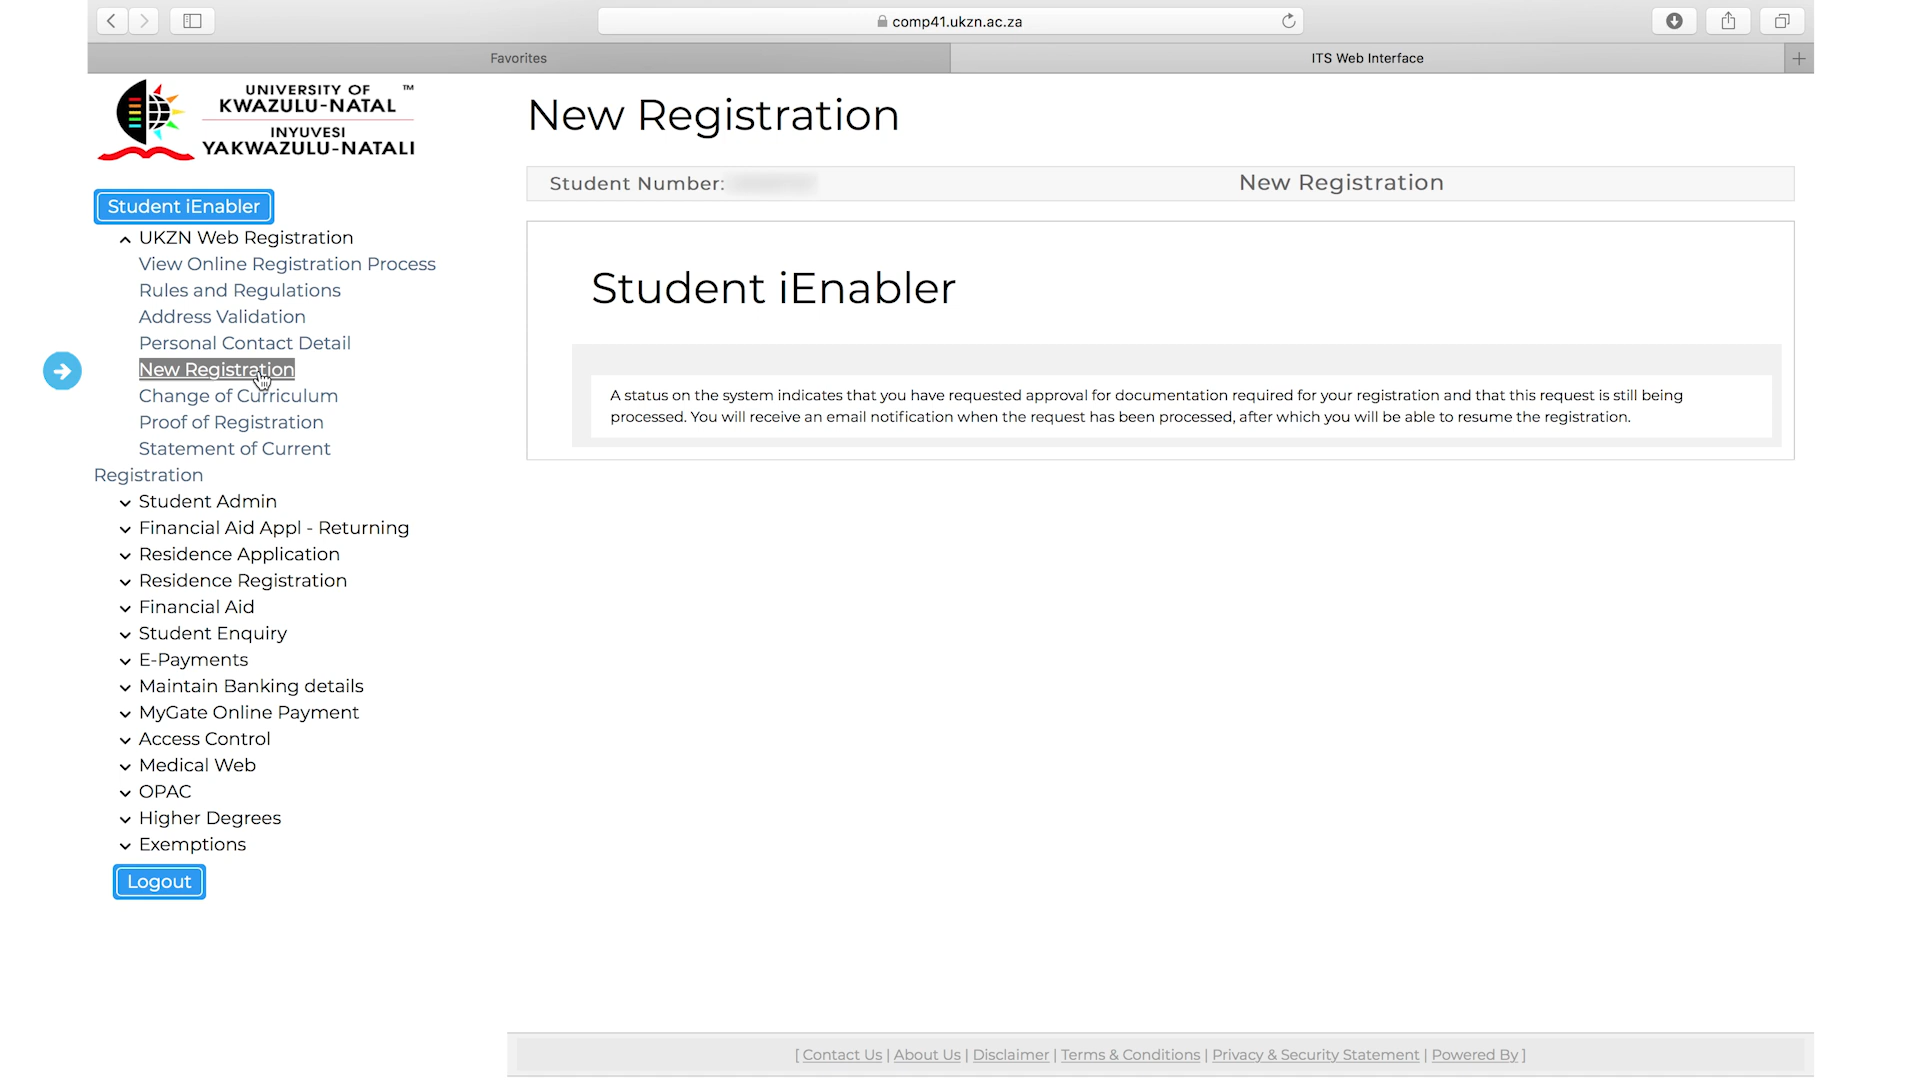 comp41.ukzn.ac.za
Favorites
ITS Web Interface
UNIVERSITY OF ™
KWAZULU-NATAL
INYUVESI
YAKWAZULU-NATALI
New Registration
Student Number:
New Registration
Student iEnabler
UKZN Web Registration
View Online Registration Process
Rules and Regulations
Address Validation
Personal Contact Detail
New Registration
Change of Curriculum
Proof of Registration
Statement of Current
Registration
Student Admin
Financial Aid Appl - Returning
Residence Application
Residence Registration
Financial Aid
Student Enquiry
E-Payments
Maintain Banking details
MyGate Online Payment
Access Control
Medical Web
OPAC
Higher Degrees
Exemptions
Logout
Student iEnabler
A status on the system indicates that you have requested approval for documentation required for your registration and that this request is still being
processed. You will receive an email notification when the request has been processed, after which you will be able to resume the registration.
[ Contact Us | About Us | Disclaimer | Terms & Conditions | Privacy & Security Statement | Powered By ]